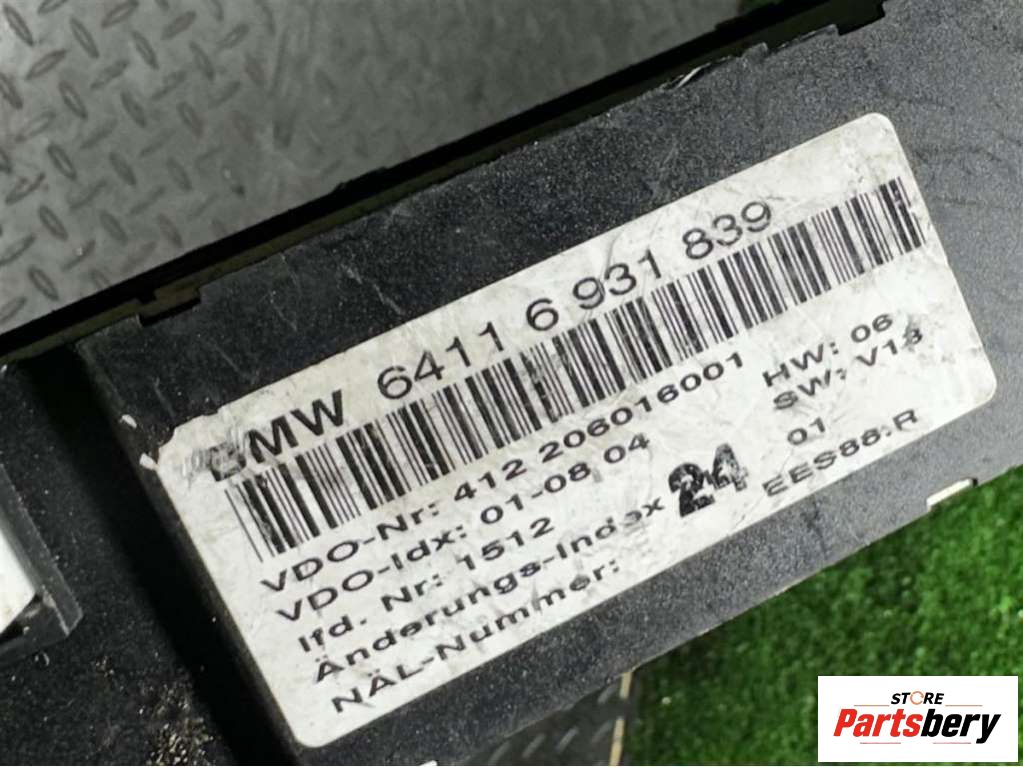 BMW 6411 6 931 839
VDO-Nr: 412 206016001 HW: 06
VDO-Idx: 01-08 04 SW: V13
lfd. Nr: 1512 01
Änderungs-Index 24 EES88.R
NÄL-Nummer:
STORE
Partsbery